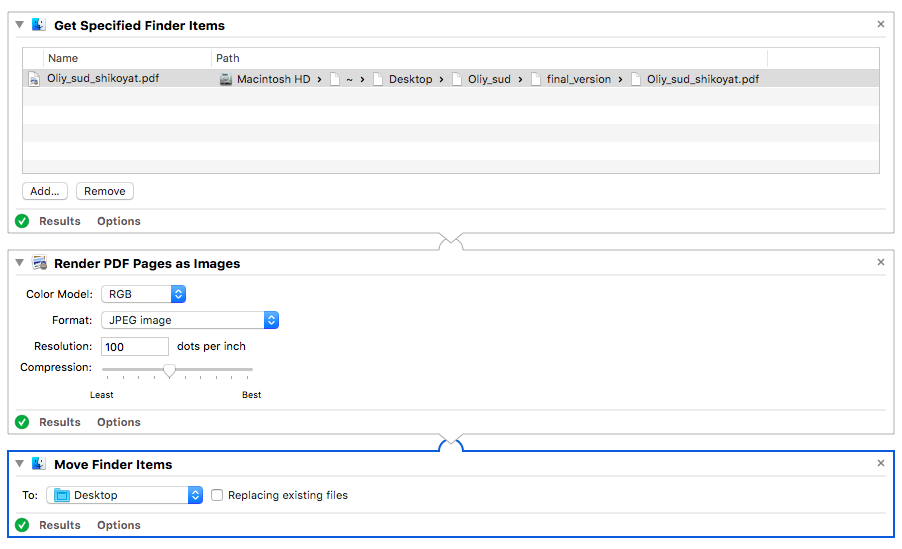 Get Specified Finder Items
Name Path
Oliy_sud_shikoyat.pdf Macintosh HD › ~ › Desktop › Oliy_sud › final_version › Oliy_sud_shikoyat.pdf
Add... Remove
Results Options
Render PDF Pages as Images
Color Model: RGB
Format: JPEG image
Resolution: 100 dots per inch
Compression:
Least Best
Results Options
Move Finder Items
To: Desktop Replacing existing files
Results Options